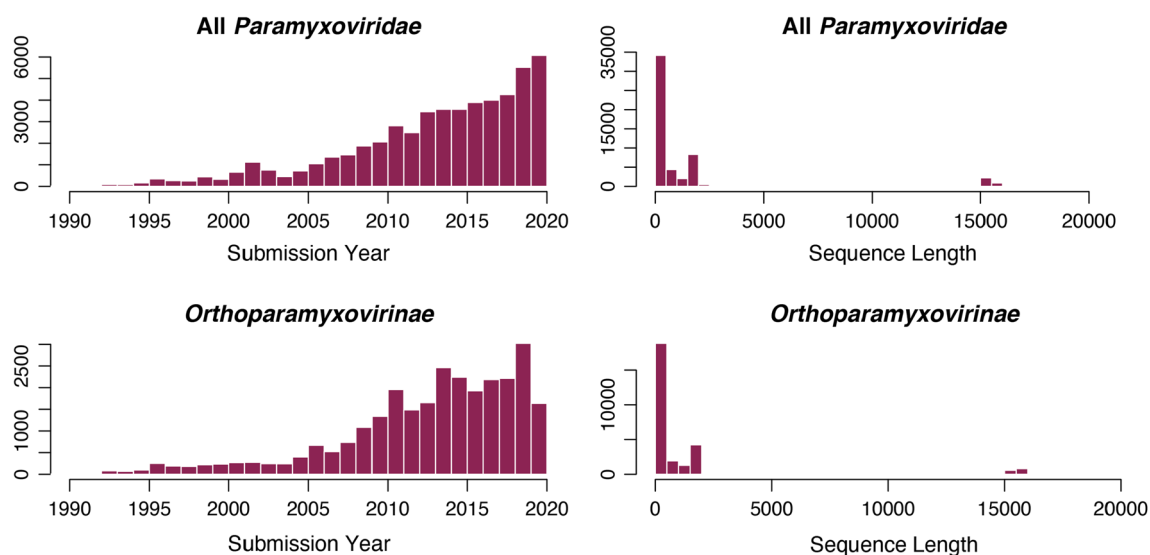 All Paramyxoviridae
6000
3000
0
1990 1995 2000 2005 2010 2015 2020
Submission Year
All Paramyxoviridae
35000
15000
0
0 5000 10000 15000 20000
Sequence Length
Orthoparamyxovirinae
2500
1000
0
1990 1995 2000 2005 2010 2015 2020
Submission Year
Orthoparamyxovirinae
10000
0
0 5000 10000 15000 20000
Sequence Length